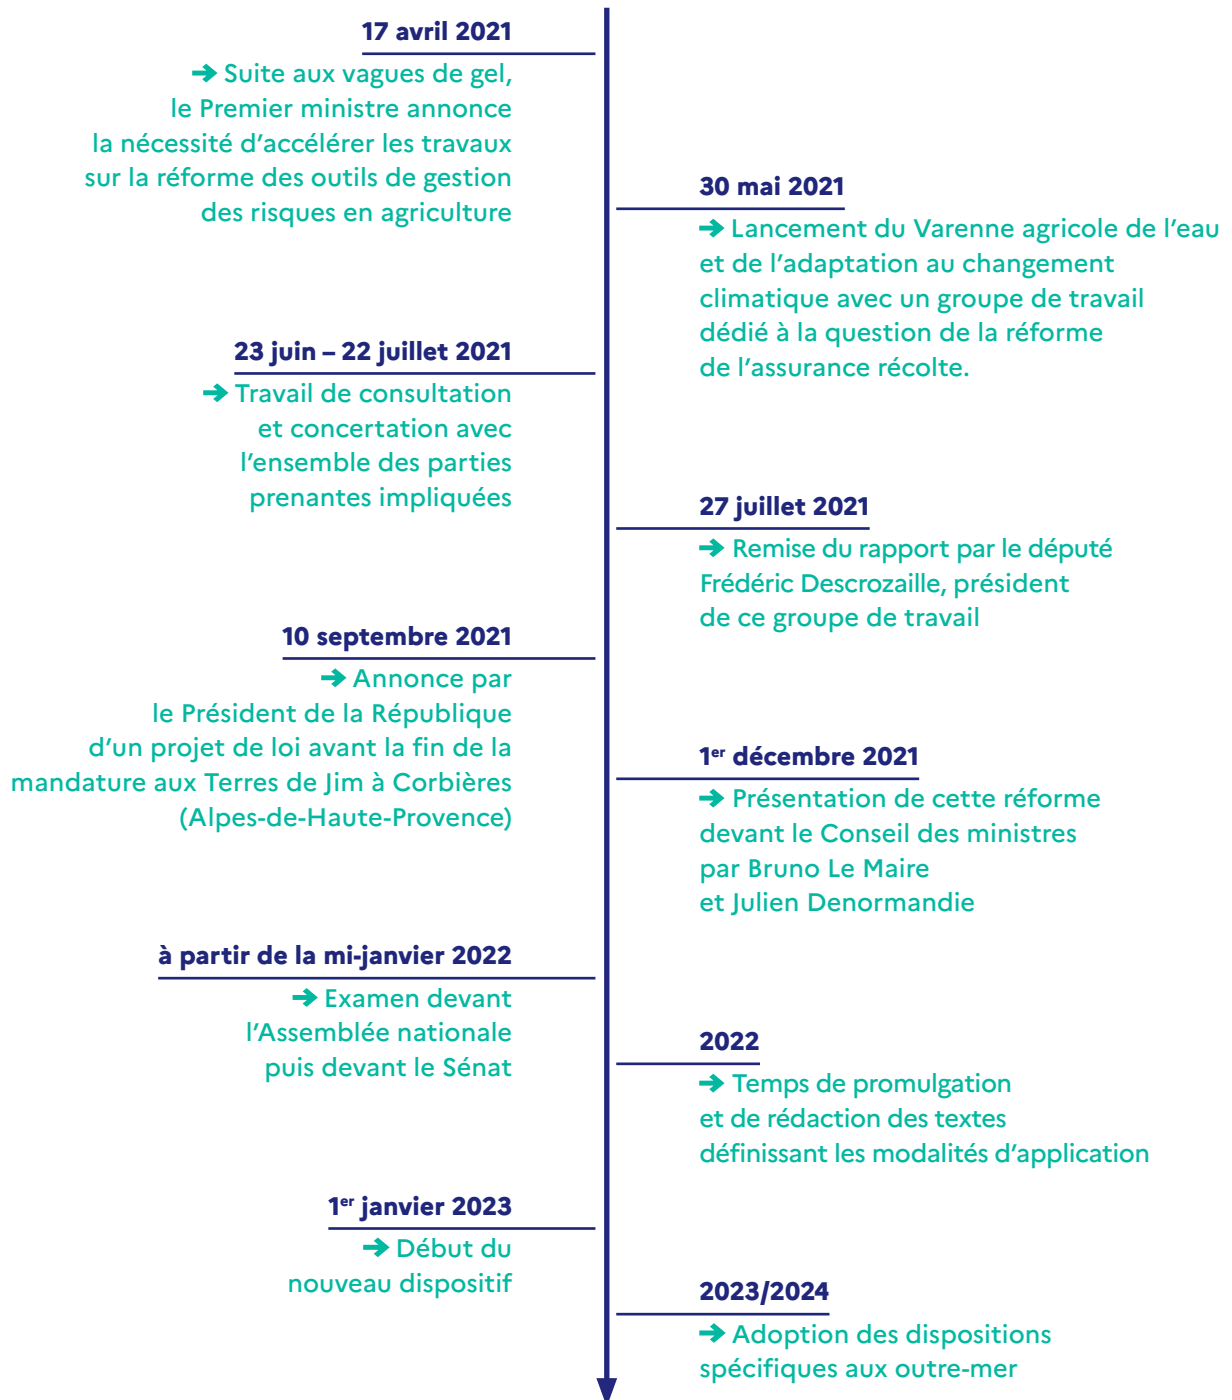 17 avril 2021
➔ Suite aux vagues de gel,
le Premier ministre annonce
la nécessité d’accélérer les travaux
sur la réforme des outils de gestion
des risques en agriculture
30 mai 2021
➔ Lancement du Varenne agricole de l’eau
et de l’adaptation au changement
climatique avec un groupe de travail
dédié à la question de la réforme
de l’assurance récolte.
23 juin – 22 juillet 2021
➔ Travail de consultation
et concertation avec
l’ensemble des parties
prenantes impliquées
27 juillet 2021
➔ Remise du rapport par le député
Frédéric Descrozaille, président
de ce groupe de travail
10 septembre 2021
➔ Annonce par
le Président de la République
d’un projet de loi avant la fin de la
mandature aux Terres de Jim à Corbières
(Alpes-de-Haute-Provence)
1er décembre 2021
➔ Présentation de cette réforme
devant le Conseil des ministres
par Bruno Le Maire
et Julien Denormandie
à partir de la mi-janvier 2022
➔ Examen devant
l’Assemblée nationale
puis devant le Sénat
2022
➔ Temps de promulgation
et de rédaction des textes
définissant les modalités d’application
1er janvier 2023
➔ Début du
nouveau dispositif
2023/2024
➔ Adoption des dispositions
spécifiques aux outre-mer